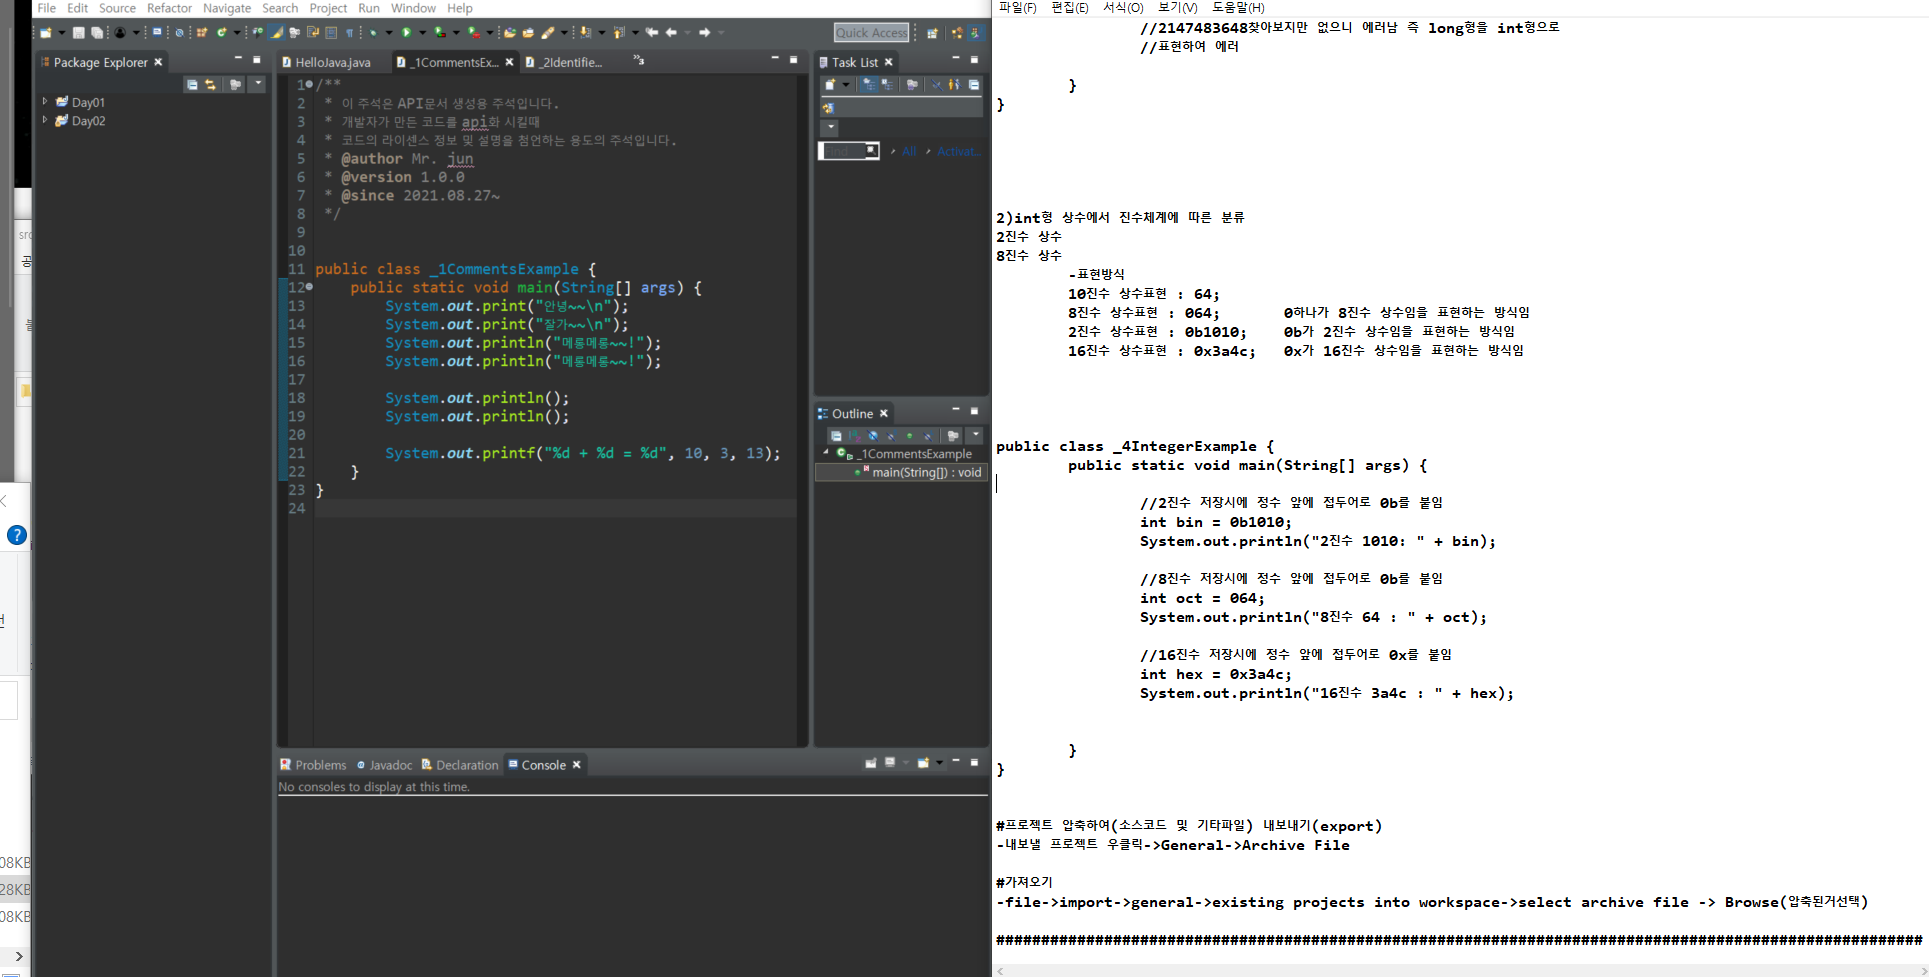 File Edit Source Refactor Navigate Search Project Run Window Help
Quick Access
Package Explorer
Day01
Day02
HelloJava.java
_1CommentsEx...
_2Identifie...
1 /**
2 * 이 주석은 API문서 생성용 주석입니다.
3 * 개발자가 만든 코드를 api화 시킬때
4 * 코드의 라이센스 정보 및 설명을 첨언하는 용도의 주석입니다.
5 * @author Mr. jun
6 * @version 1.0.0
7 * @since 2021.08.27~
8 */
9
10
11 public class _1CommentsExample {
12 public static void main(String[] args) {
13 System.out.print("안녕~~\n");
14 System.out.print("잘가~~\n");
15 System.out.println("메롱메롱~~!");
16 System.out.println("메롱메롱~~!");
17
18 System.out.println();
19 System.out.println();
20
21 System.out.printf("%d + %d = %d", 10, 3, 13);
22 }
23 }
24
Task List
Find
All
Activat...
Outline
_1CommentsExample
main(String[]) : void
Problems
Javadoc
Declaration
Console
No consoles to display at this time.
08KB
28KB
08KB
파일(F) 편집(E) 서식(O) 보기(V) 도움말(H)
//2147483648찾아보지만 없으니 에러남 즉 long형을 int형으로
//표현하여 에러
}
}
2)int형 상수에서 진수체계에 따른 분류
2진수 상수
8진수 상수
-표현방식
10진수 상수표현 : 64;
8진수 상수표현 : 064; 0하나가 8진수 상수임을 표현하는 방식임
2진수 상수표현 : 0b1010; 0b가 2진수 상수임을 표현하는 방식임
16진수 상수표현 : 0x3a4c; 0x가 16진수 상수임을 표현하는 방식임
public class _4IntegerExample {
public static void main(String[] args) {
//2진수 저장시에 정수 앞에 접두어로 0b를 붙임
int bin = 0b1010;
System.out.println("2진수 1010: " + bin);
//8진수 저장시에 정수 앞에 접두어로 0b를 붙임
int oct = 064;
System.out.println("8진수 64 : " + oct);
//16진수 저장시에 정수 앞에 접두어로 0x를 붙임
int hex = 0x3a4c;
System.out.println("16진수 3a4c : " + hex);
}
}
#프로젝트 압축하여(소스코드 및 기타파일) 내보내기(export)
-내보낼 프로젝트 우클릭->General->Archive File
#가져오기
-file->import->general->existing projects into workspace->select archive file -> Browse(압축된거선택)
#######################################################################################################